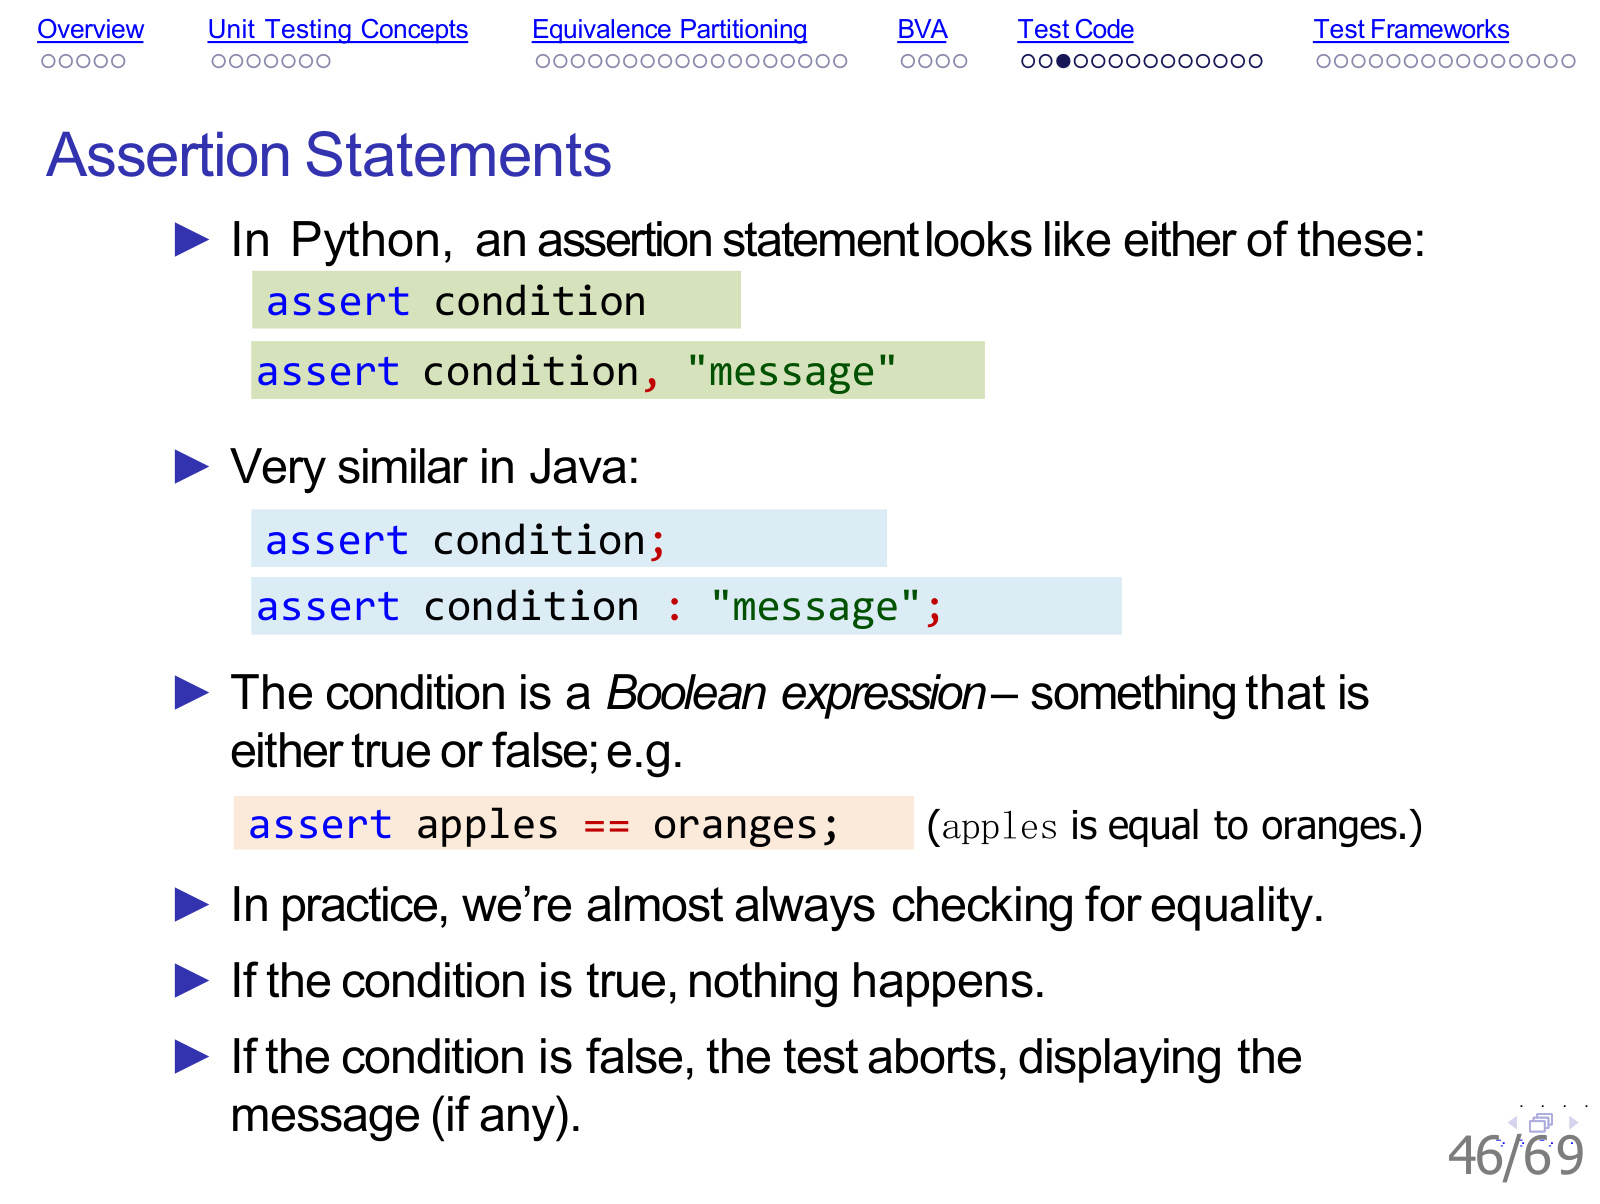 Overview Unit Testing Concepts Equivalence Partitioning BVA Test Code Test Frameworks
Assertion Statements
► In Python, an assertion statement looks like either of these:
assert condition
assert condition, "message"
► Very similar in Java:
assert condition;
assert condition : "message";
► The condition is a Boolean expression – something that is
either true or false; e.g.
assert apples == oranges; (apples is equal to oranges.)
► In practice, we’re almost always checking for equality.
► If the condition is true, nothing happens.
► If the condition is false, the test aborts, displaying the
message (if any).
46/69